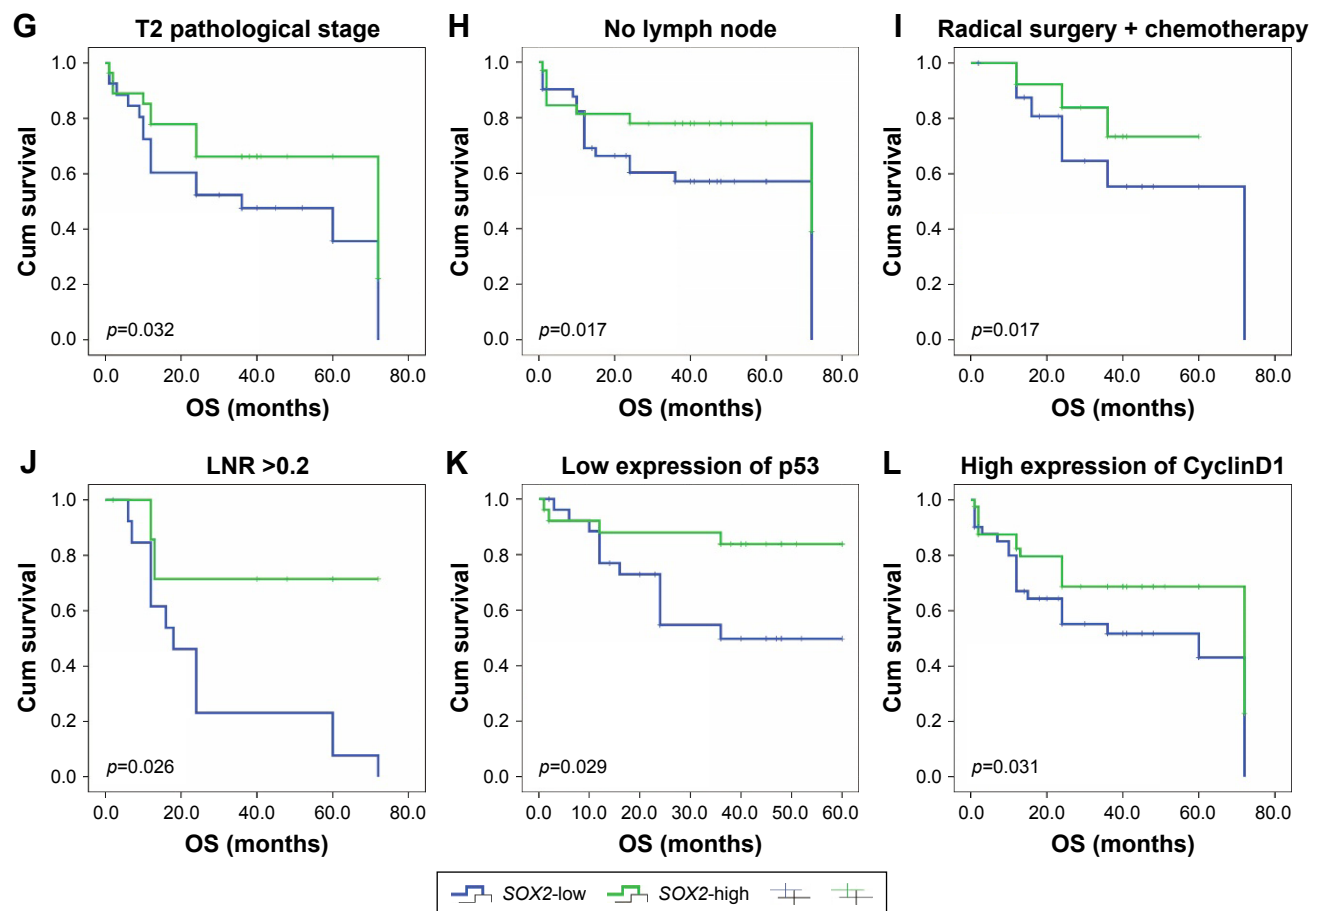 G T2 pathological stage
1.0
0.8
0.6
0.4
0.2
0.0
Cum survival
p=0.032
0.0 20.0 40.0 60.0 80.0
OS (months)
H No lymph node
1.0
0.8
0.6
0.4
0.2
0.0
Cum survival
p=0.017
0.0 20.0 40.0 60.0 80.0
OS (months)
I Radical surgery + chemotherapy
1.0
0.8
0.6
0.4
0.2
0.0
Cum survival
p=0.017
0.0 20.0 40.0 60.0 80.0
OS (months)
J LNR >0.2
1.0
0.8
0.6
0.4
0.2
0.0
Cum survival
p=0.026
0.0 20.0 40.0 60.0 80.0
OS (months)
K Low expression of p53
1.0
0.8
0.6
0.4
0.2
0.0
Cum survival
p=0.029
0.0 10.0 20.0 30.0 40.0 50.0 60.0
OS (months)
L High expression of CyclinD1
1.0
0.8
0.6
0.4
0.2
0.0
Cum survival
p=0.031
0.0 20.0 40.0 60.0 80.0
OS (months)
SOX2-low SOX2-high